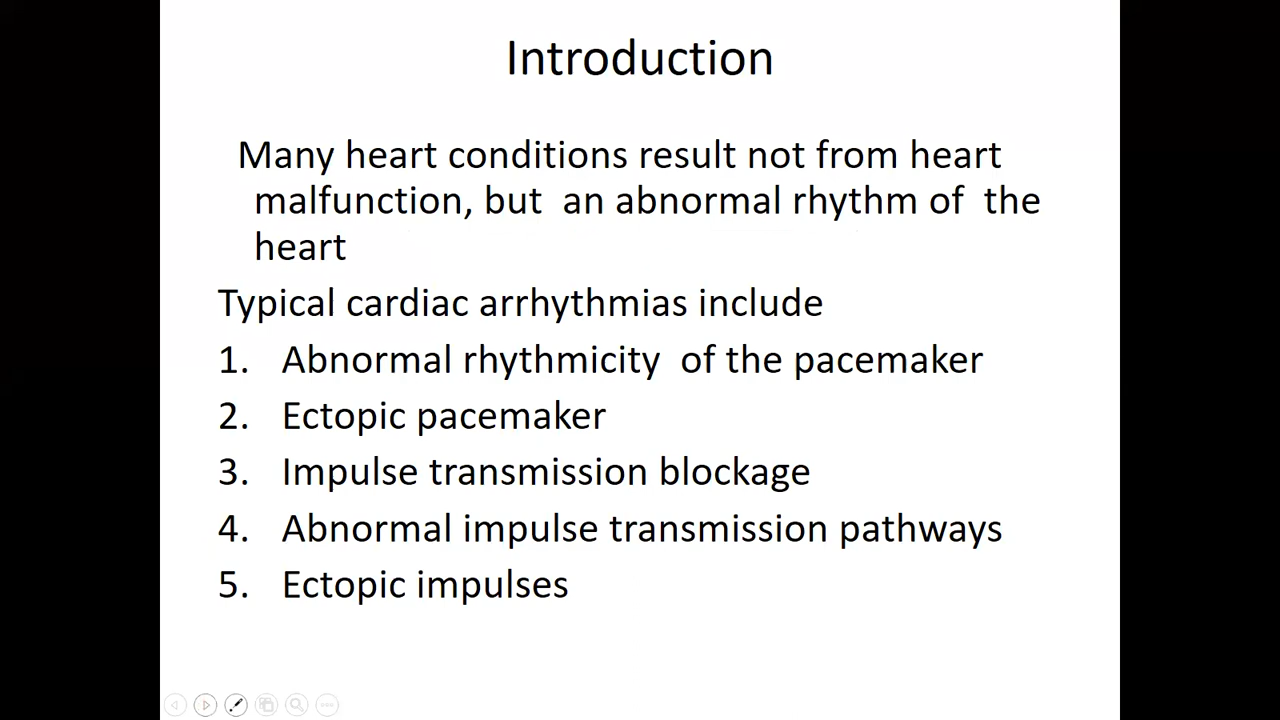 Introduction
Many heart conditions result not from heart
malfunction, but  an abnormal rhythm of  the
heart
Typical cardiac arrhythmias include
1. Abnormal rhythmicity  of the pacemaker
2. Ectopic pacemaker
3. Impulse transmission blockage
4. Abnormal impulse transmission pathways
5. Ectopic impulses